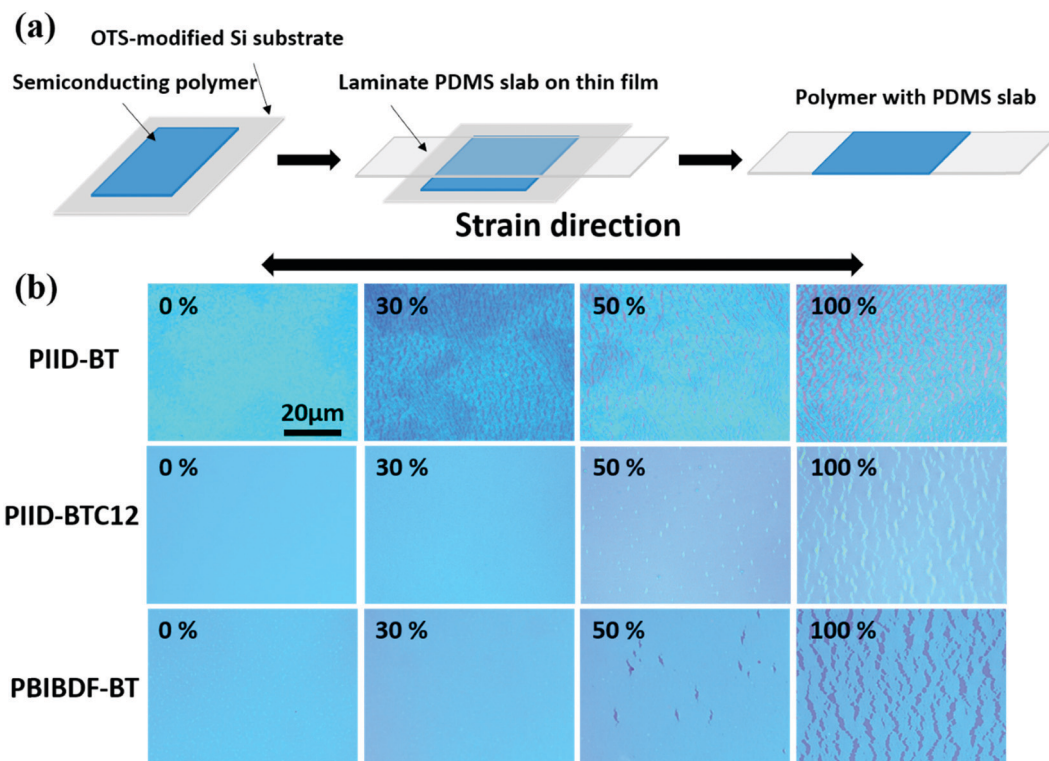 (a)
OTS-modified Si substrate
Semiconducting polymer
Laminate PDMS slab on thin film
Polymer with PDMS slab
Strain direction
(b)
PIID-BT
0 %
30 %
50 %
100 %
20μm
PIID-BTC12
0 %
30 %
50 %
100 %
PBIBDF-BT
0 %
30 %
50 %
100 %